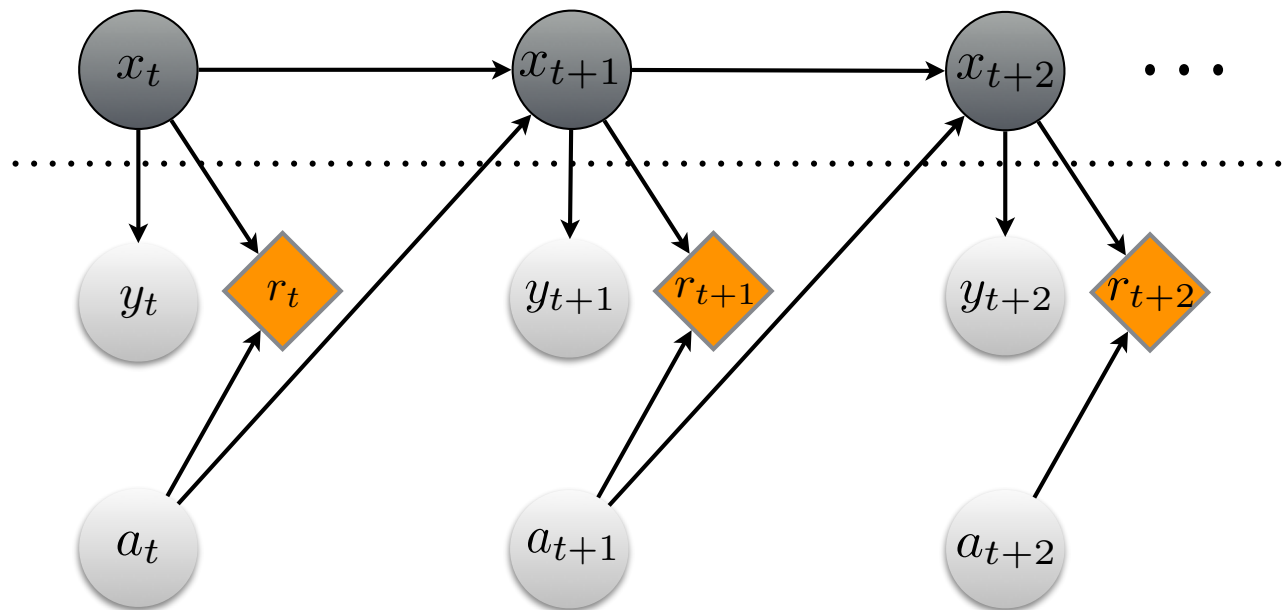 x_t x_{t+1} x_{t+2} ...
y_t r_t y_{t+1} r_{t+1} y_{t+2} r_{t+2}
a_t a_{t+1} a_{t+2}